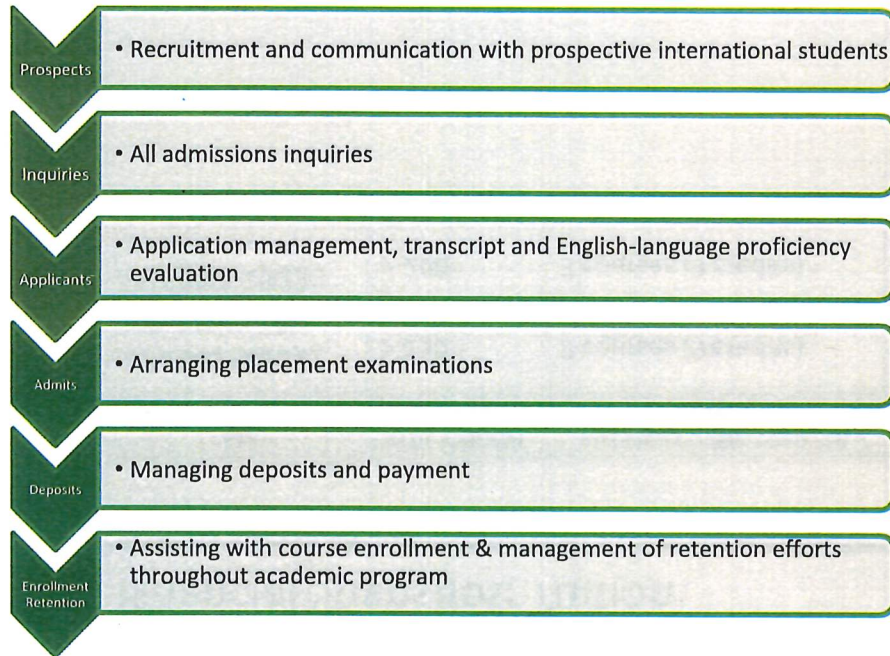 Prospects
• Recruitment and communication with prospective international students
Inquiries
• All admissions inquiries
Applicants
• Application management, transcript and English-language proficiency
evaluation
Admits
• Arranging placement examinations
Deposits
• Managing deposits and payment
Enrollment
Retention
• Assisting with course enrollment & management of retention efforts
throughout academic program